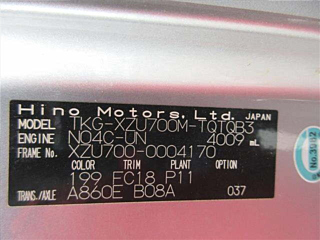 Hino Motors, Ltd. JAPAN
MODEL TKG-XZU700M-TQTQB3
ENGINE N04C-UN 4009 mL
FRAME No. XZU700-0004170
COLOR TRIM PLANT
199 EC18 P11
TRANS./AXLE A860E B08A 037